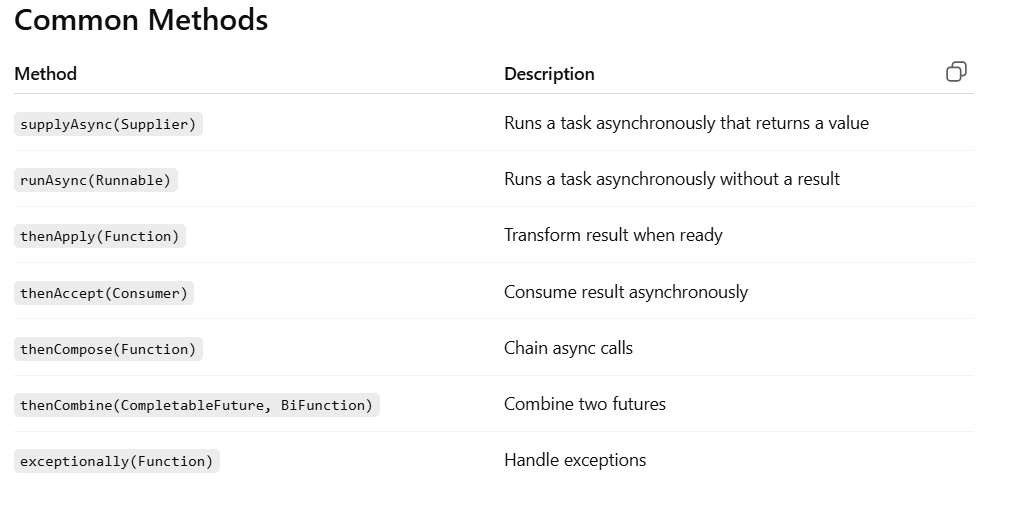 Common Methods
Method Description
supplyAsync(Supplier) Runs a task asynchronously that returns a value
runAsync(Runnable) Runs a task asynchronously without a result
thenApply(Function) Transform result when ready
thenAccept(Consumer) Consume result asynchronously
thenCompose(Function) Chain async calls
thenCombine(CompletableFuture, BiFunction) Combine two futures
exceptionally(Function) Handle exceptions